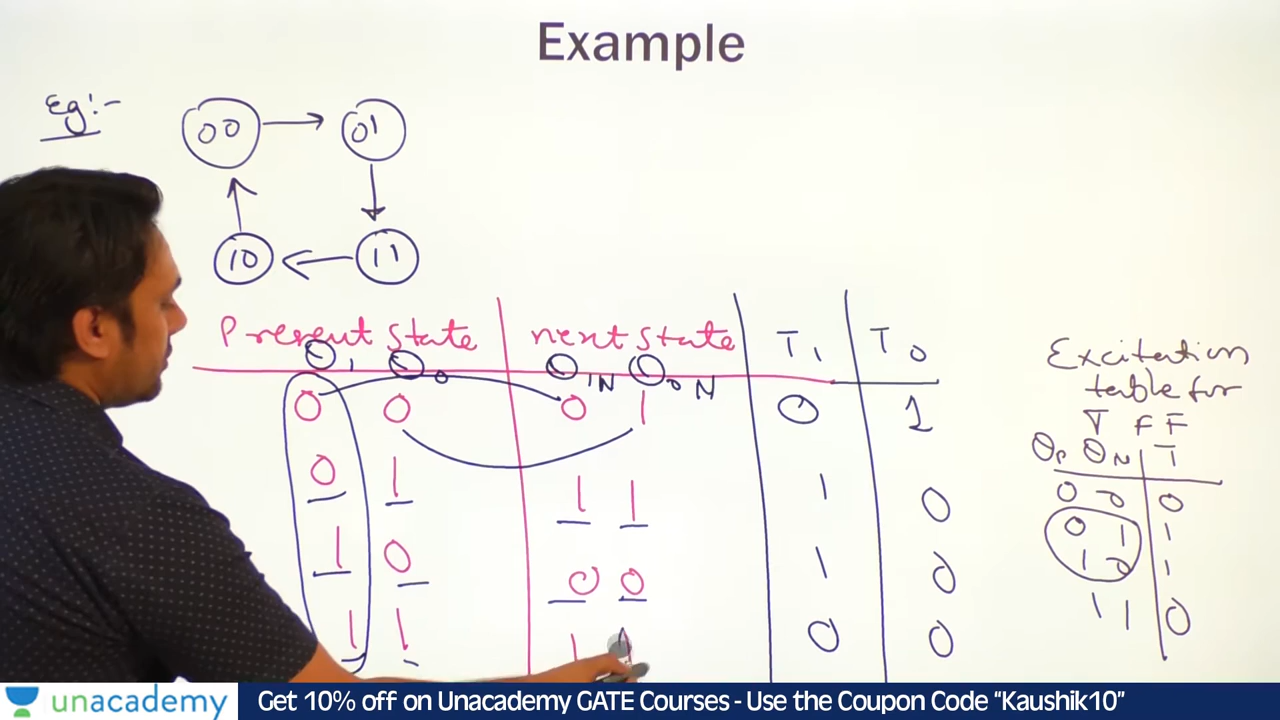 Example
Eg:-
00
01
10
11
Present State next State T1 T0
Q1 Q0 Q1N Q0N
0 0 0 1 0 1
0 1 1 1 1 0
1 0 0 0 1 0
1 1 1 0 0
Excitation
table for
T FF
QP QN T
0 0 0
0 1 1
1 0 1
1 1 0
unacademy
Get 10% off on Unacademy GATE Courses - Use the Coupon Code "Kaushik10"